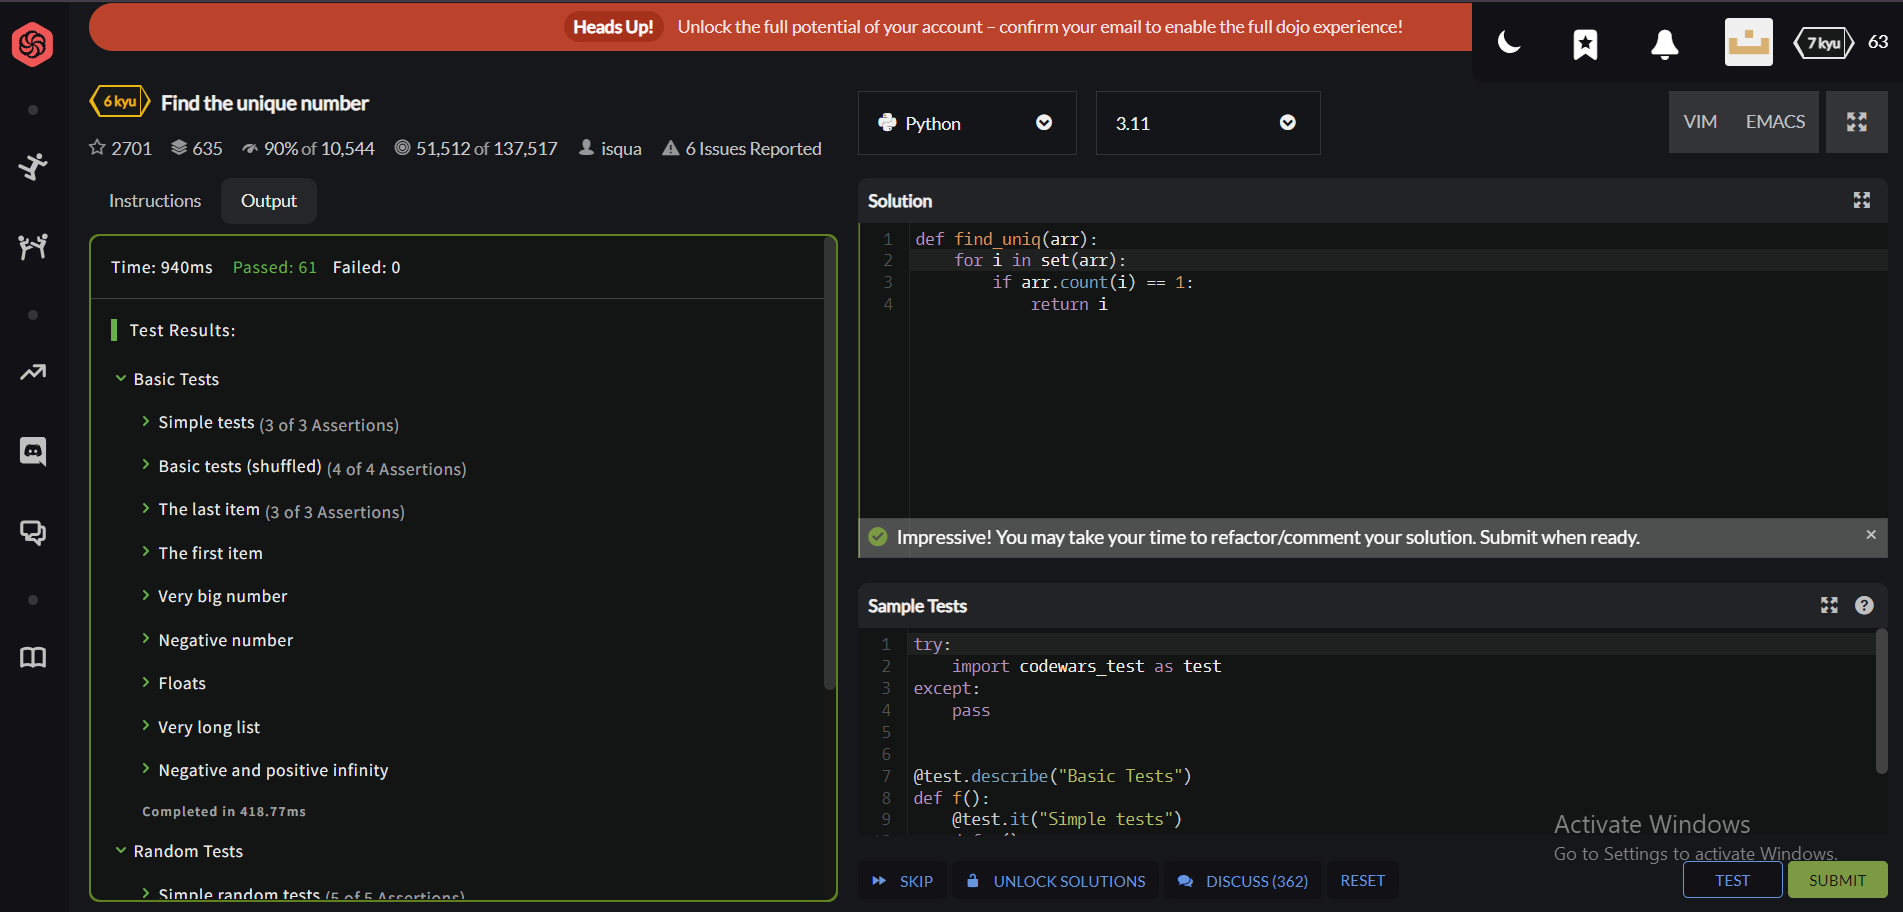 Heads Up! Unlock the full potential of your account – confirm your email to enable the full dojo experience!
7 kyu 63
6 kyu Find the unique number
2701 635 90% of 10,544 51,512 of 137,517 isqua 6 Issues Reported
Instructions Output
Time: 940ms Passed: 61 Failed: 0
Test Results:
Basic Tests
Simple tests (3 of 3 Assertions)
Basic tests (shuffled) (4 of 4 Assertions)
The last item (3 of 3 Assertions)
The first item
Very big number
Negative number
Floats
Very long list
Negative and positive infinity
Completed in 418.77ms
Random Tests
Simple random tests (5 of 5 Assertions)
Python 3.11 VIM EMACS
Solution
1 def find_uniq(arr):
2 for i in set(arr):
3 if arr.count(i) == 1:
4 return i
Impressive! You may take your time to refactor/comment your solution. Submit when ready. ×
Sample Tests ?
1 try:
2 import codewars_test as test
3 except:
4 pass
5
6
7 @test.describe("Basic Tests")
8 def f():
9 @test.it("Simple tests")
Activate Windows
Go to Settings to activate Windows.
SKIP UNLOCK SOLUTIONS DISCUSS (362) RESET TEST SUBMIT